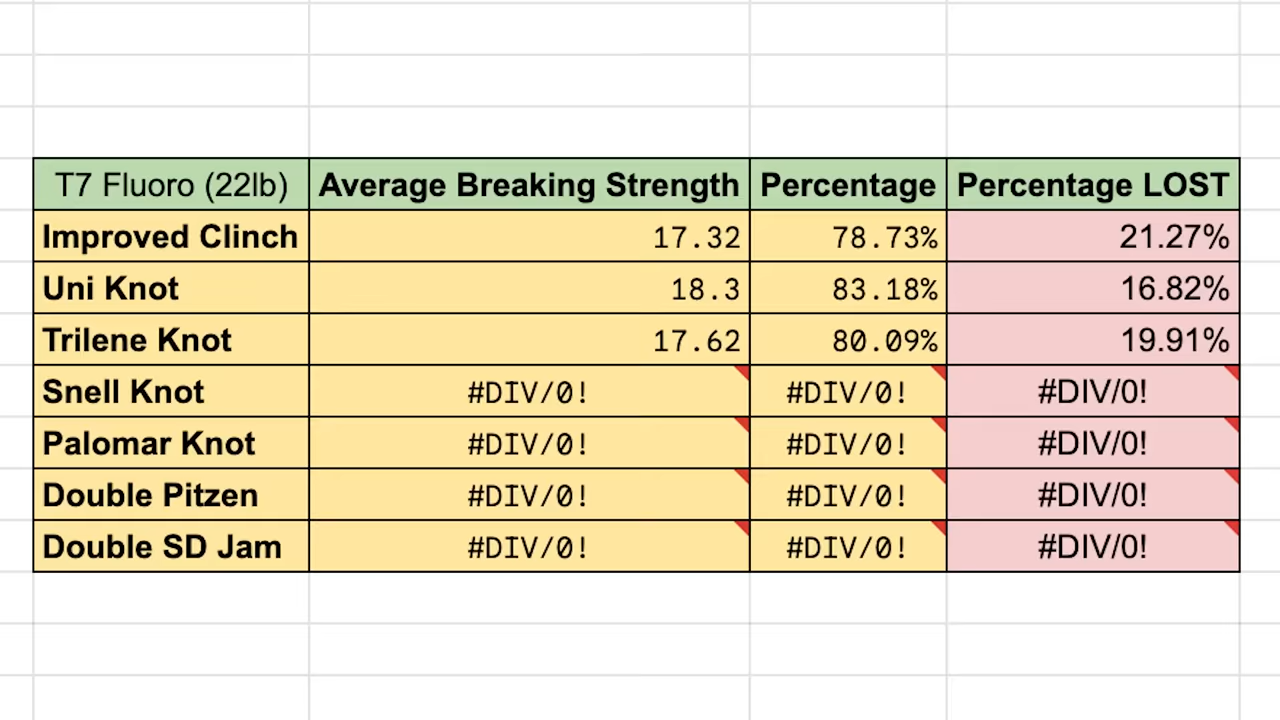 T7 Fluoro (22lb) Average Breaking Strength Percentage Percentage LOST
Improved Clinch 17.32 78.73% 21.27%
Uni Knot 18.3 83.18% 16.82%
Trilene Knot 17.62 80.09% 19.91%
Snell Knot #DIV/0! #DIV/0! #DIV/0!
Palomar Knot #DIV/0! #DIV/0! #DIV/0!
Double Pitzen #DIV/0! #DIV/0! #DIV/0!
Double SD Jam #DIV/0! #DIV/0! #DIV/0!